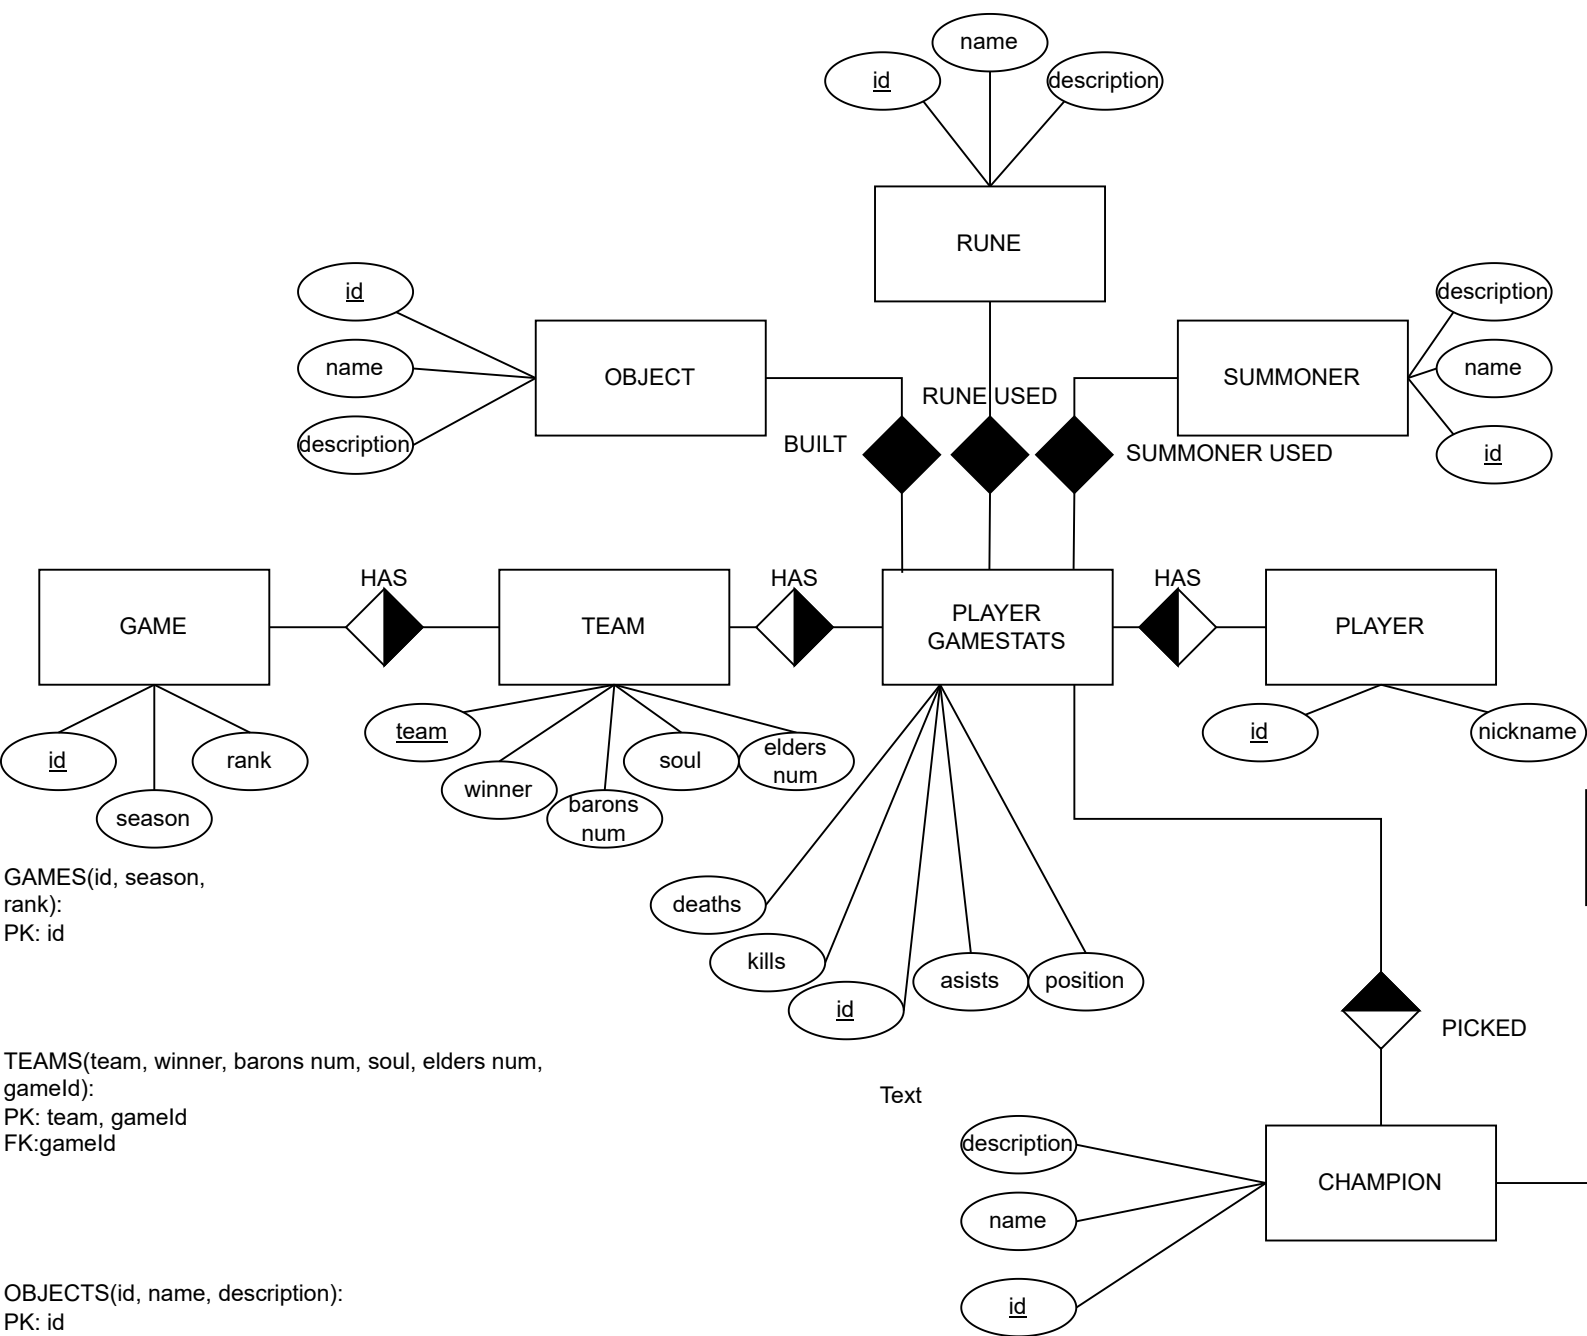 name
id
description
RUNE
id
name
description
OBJECT
SUMMONER
description
name
id
RUNE USED
BUILT
SUMMONER USED
HAS
HAS
HAS
GAME
TEAM
PLAYER
GAMESTATS
PLAYER
id
season
rank
team
winner
barons
num
soul
elders
num
id
nickname
deaths
kills
id
asists
position
GAMES(id, season,
rank):
PK: id
PICKED
TEAMS(team, winner, barons num, soul, elders num,
gameId):
PK: team, gameId
FK:gameId
Text
description
name
id
CHAMPION
OBJECTS(id, name, description):
PK: id